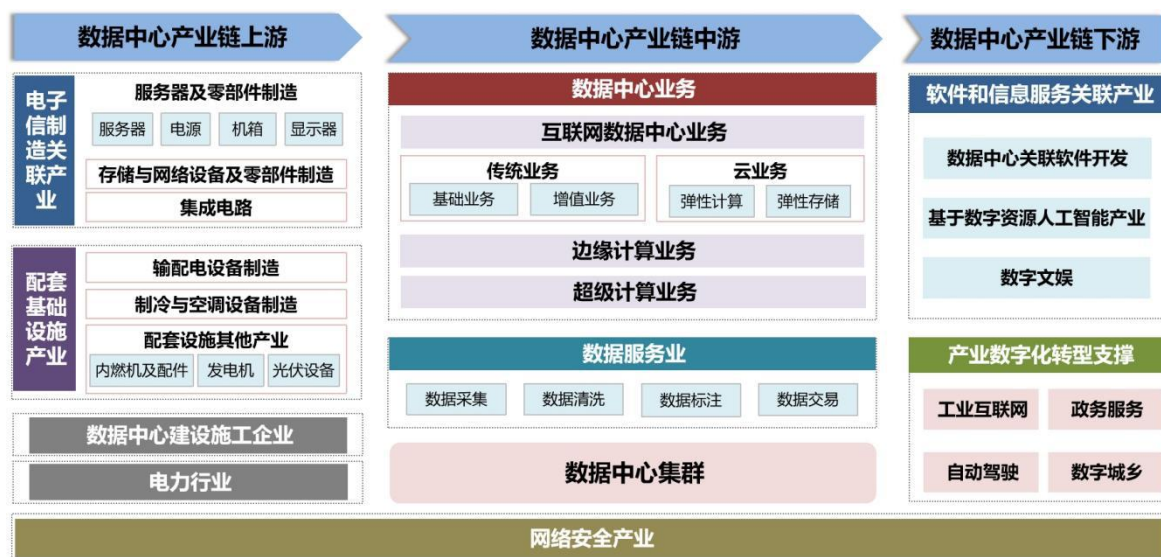 数据中心产业链上游
数据中心产业链中游
数据中心产业链下游
电子
信制
造关
联产
业
服务器及零部件制造
服务器
电源
机箱
显示器
存储与网络设备及零部件制造
集成电路
配套
基础
设施
产业
输配电设备制造
制冷与空调设备制造
配套设施其他产业
内燃机及配件
发电机
光伏设备
数据中心建设施工企业
电力行业
数据中心业务
互联网数据中心业务
传统业务
基础业务
增值业务
云业务
弹性计算
弹性存储
边缘计算业务
超级计算业务
数据服务业
数据采集
数据清洗
数据标注
数据交易
数据中心集群
软件和信息服务关联产业
数据中心关联软件开发
基于数字资源人工智能产业
数字文娱
产业数字化转型支撑
工业互联网
政务服务
自动驾驶
数字城乡
网络安全产业